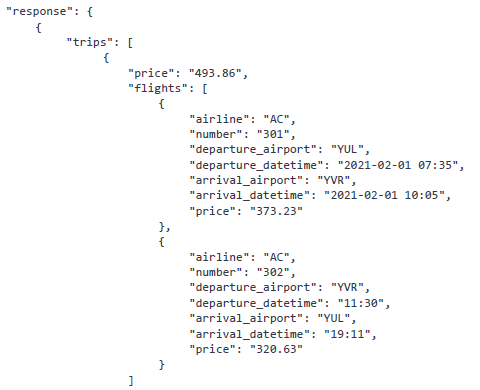 "response": {
{
"trips": [
{
"price": "493.86",
"flights": [
{
"airline": "AC",
"number": "301",
"departure_airport": "YUL",
"departure_datetime": "2021-02-01 07:35",
"arrival_airport": "YVR",
"arrival_datetime": "2021-02-01 10:05",
"price": "373.23"
},
{
"airline": "AC",
"number": "302",
"departure_airport": "YVR",
"departure_datetime": "11:30",
"arrival_airport": "YUL",
"arrival_datetime": "19:11",
"price": "320.63"
}
]